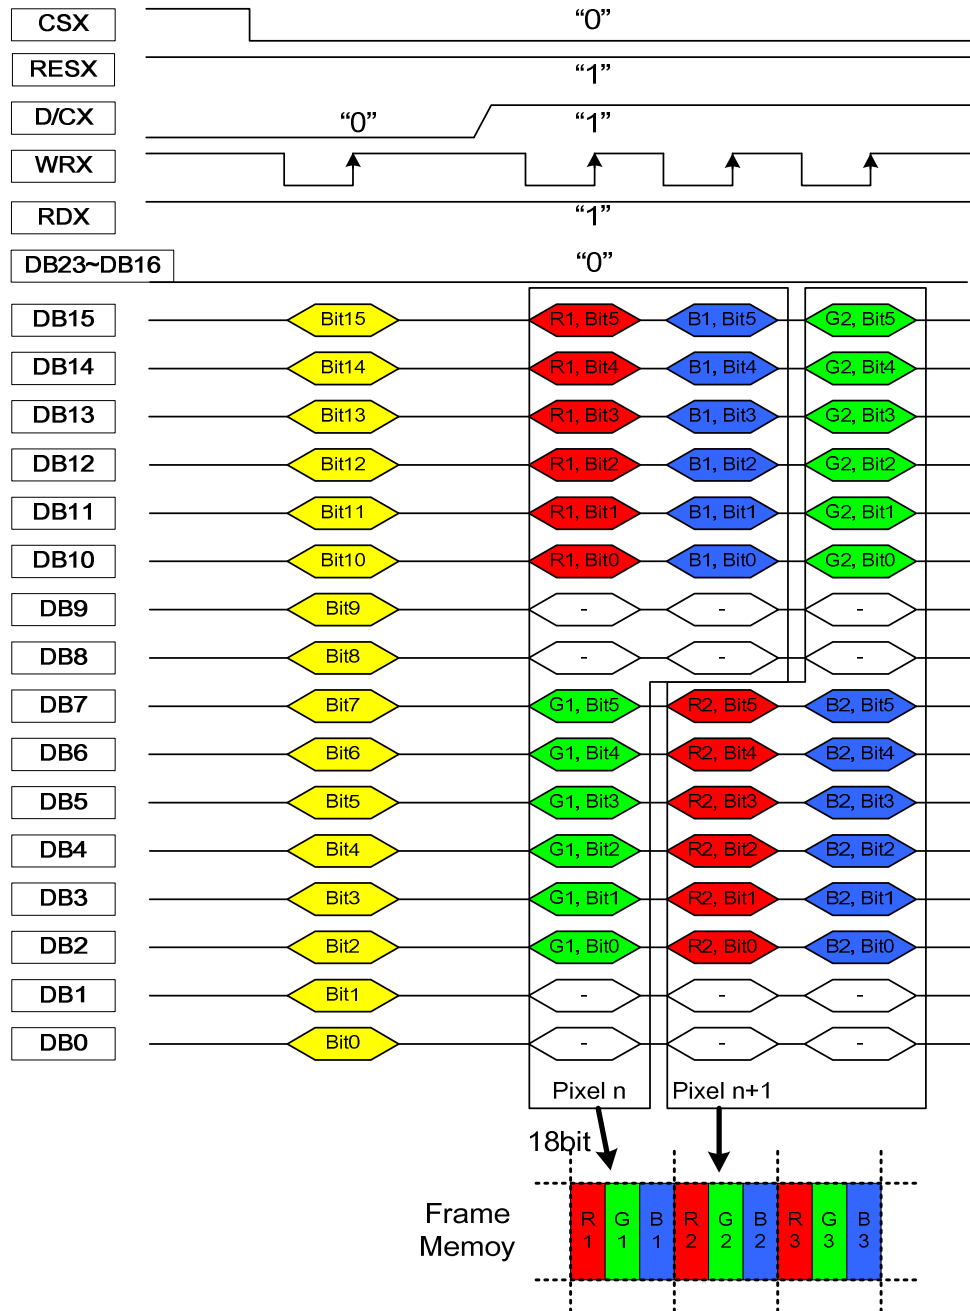 CSX “0”
RESX “1”
D/CX “0” “1”
WRX
RDX “1”
DB23~DB16 “0”
DB15 Bit15 R1, Bit5 B1, Bit5 G2, Bit5
DB14 Bit14 R1, Bit4 B1, Bit4 G2, Bit4
DB13 Bit13 R1, Bit3 B1, Bit3 G2, Bit3
DB12 Bit12 R1, Bit2 B1, Bit2 G2, Bit2
DB11 Bit11 R1, Bit1 B1, Bit1 G2, Bit1
DB10 Bit10 R1, Bit0 B1, Bit0 G2, Bit0
DB9 Bit9 - - -
DB8 Bit8 - - -
DB7 Bit7 G1, Bit5 R2, Bit5 B2, Bit5
DB6 Bit6 G1, Bit4 R2, Bit4 B2, Bit4
DB5 Bit5 G1, Bit3 R2, Bit3 B2, Bit3
DB4 Bit4 G1, Bit2 R2, Bit2 B2, Bit2
DB3 Bit3 G1, Bit1 R2, Bit1 B2, Bit1
DB2 Bit2 G1, Bit0 R2, Bit0 B2, Bit0
DB1 Bit1 - - -
DB0 Bit0 - - -
Pixel n Pixel n+1
18bit
Frame
Memoy
R G B R G B R G B
1 1 1 2 2 2 3 3 3